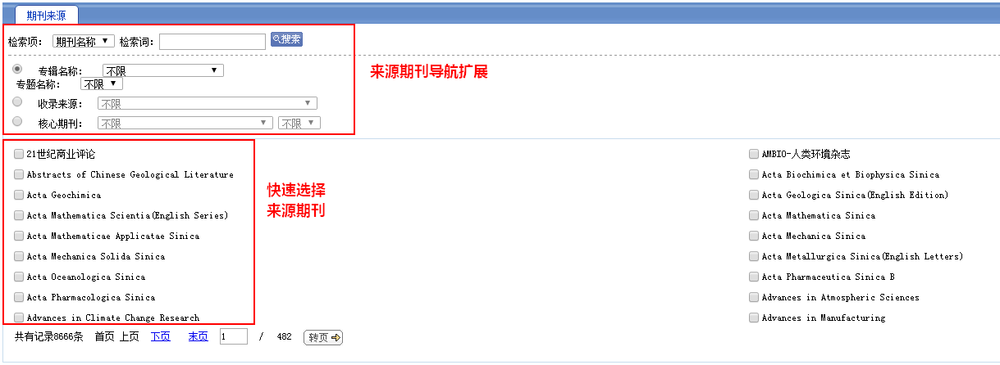 期刊来源
检索项: 期刊名称 检索词: 搜索
专辑名称: 不限
专题名称: 不限
收录来源: 不限
核心期刊: 不限 不限
来源期刊导航扩展
21世纪商业评论 AMBIO-人类环境杂志
Abstracts of Chinese Geological Literature Acta Biochimica et Biophysica Sinica
Acta Geochimica Acta Geologica Sinica(English Edition)
Acta Mathematica Scientia(English Series) Acta Mathematica Sinica
Acta Mathematicae Applicatae Sinica Acta Mechanica Sinica
Acta Mechanica Solida Sinica Acta Metallurgica Sinica(English Letters)
Acta Oceanologica Sinica Acta Pharmaceutica Sinica B
Acta Pharmacologica Sinica Advances in Atmospheric Sciences
Advances in Climate Change Research Advances in Manufacturing
快速选择
来源期刊
共有记录8666条 首页 上页 下页 末页 1 / 482 转页